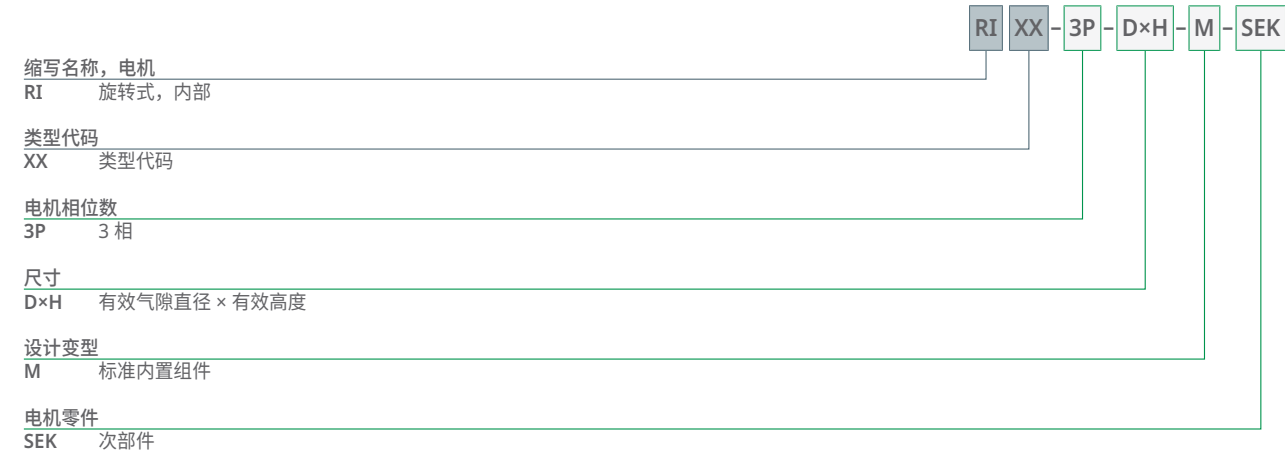 RI XX – 3P – D×H – M – SEK
缩写名称，电机
RI 旋转式，内部
类型代码
XX 类型代码
电机相位数
3P 3 相
尺寸
D×H 有效气隙直径 × 有效高度
设计变型
M 标准内置组件
电机零件
SEK 次部件